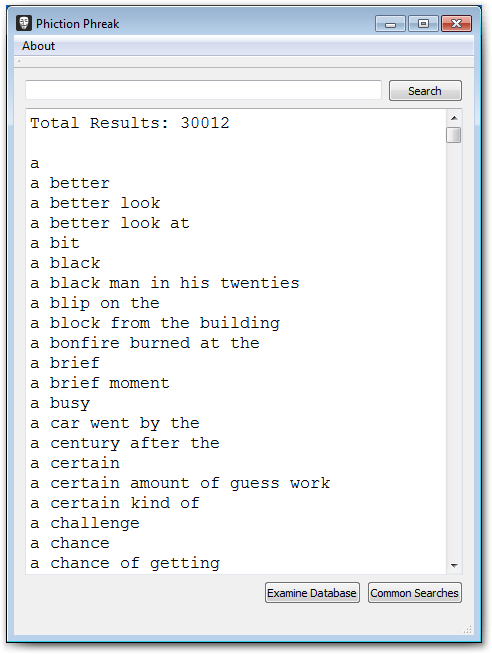 Phiction Phreak
About
Search
Total Results: 30012
a
a better
a better look
a better look at
a bit
a black
a black man in his twenties
a blip on the
a block from the building
a bonfire burned at the
a brief
a brief moment
a busy
a car went by the
a century after the
a certain
a certain amount of guess work
a certain kind of
a challenge
a chance
a chance of getting
Examine Database Common Searches